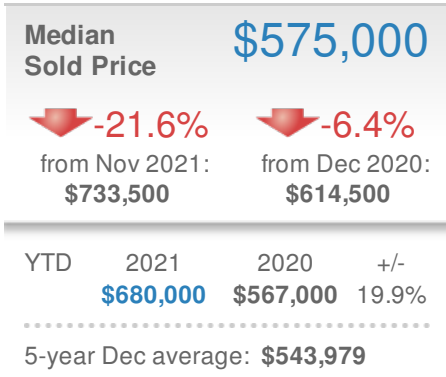 Median $575,000
Sold Price
-21.6% -6.4%
from Nov 2021: from Dec 2020:
$733,500 $614,500
YTD 2021 2020 +/-
$680,000 $567,000 19.9%
5-year Dec average: $543,979